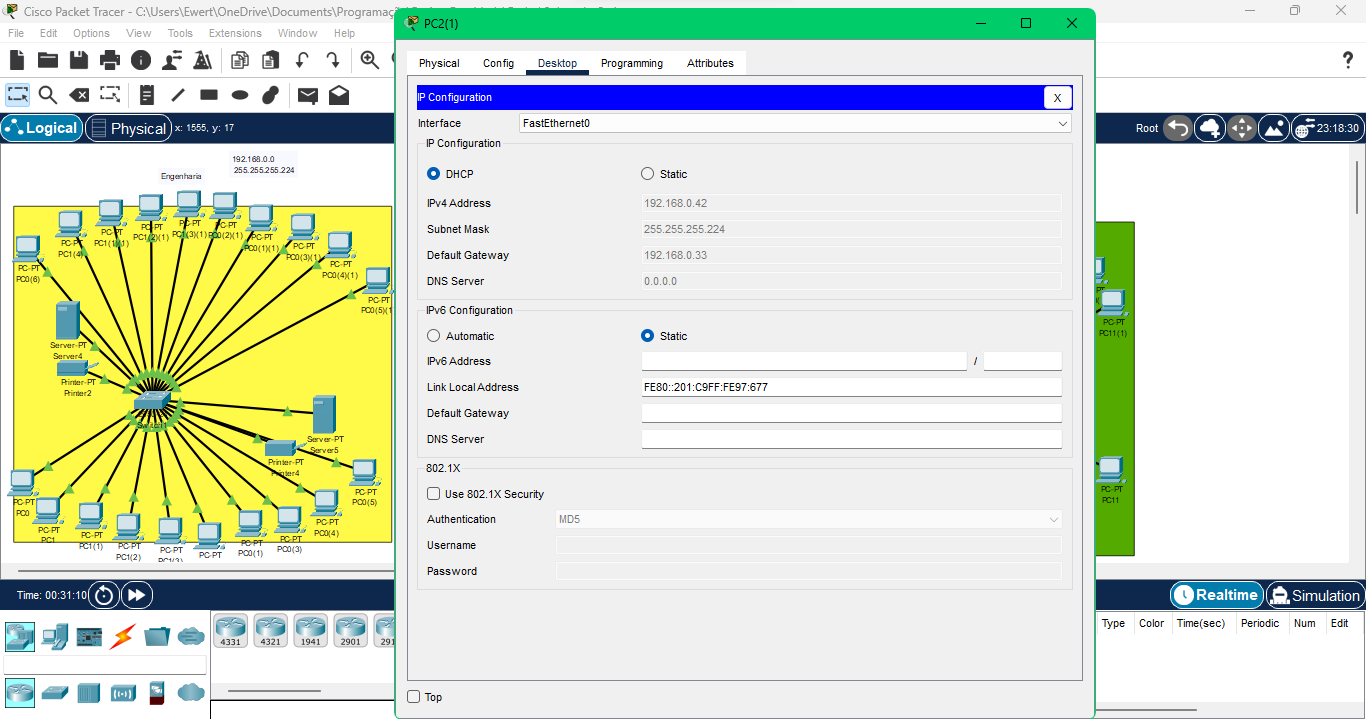 Cisco Packet Tracer - C:\Users\Ewert\OneDrive\Documents\Programaç
PC2(1)
File Edit Options View Tools Extensions Window Help
Physical Config Desktop Programming Attributes
IP Configuration X
Interface FastEthernet0
IP Configuration
DHCP Static
IPv4 Address 192.168.0.42
Subnet Mask 255.255.255.224
Default Gateway 192.168.0.33
DNS Server 0.0.0.0
IPv6 Configuration
Automatic Static
IPv6 Address /
Link Local Address FE80::201:C9FF:FE97:677
Default Gateway
DNS Server
802.1X
Use 802.1X Security
Authentication MD5
Username
Password
Top
Logical Physical x: 1555, y: 17
Root 23:18:30
192.168.0.0
255.255.255.224
Engenharia
PC-PT
PC0(6)
PC-PT
PC1(4)
PC-PT
PC1(1)(1)
PC-PT
PC1(2)(1)
PC-PT
PC1(3)(1)
PC-PT
PC0(2)(1)
PC-PT
PC0(1)(1)
PC-PT
PC0(3)(1)
PC-PT
PC0(4)(1)
PC-PT
PC0(5)(1
Server-PT
Server4
Printer-PT
Printer2
Server-PT
Server5
Printer-PT
Printer4
PC-PT
PC0
PC-PT
PC1
PC-PT
PC1(1)
PC-PT
PC1(2)
PC-PT
PC1(3)
PC-PT
PC-PT
PC0(1)
PC-PT
PC0(3)
PC-PT
PC0(4)
PC-PT
PC0(5)
PC-PT
PC11(1)
PC-PT
PC11
Time: 00:31:10
Realtime Simulation
4331 4321 1941 2901 291
Type Color Time(sec) Periodic Num Edit